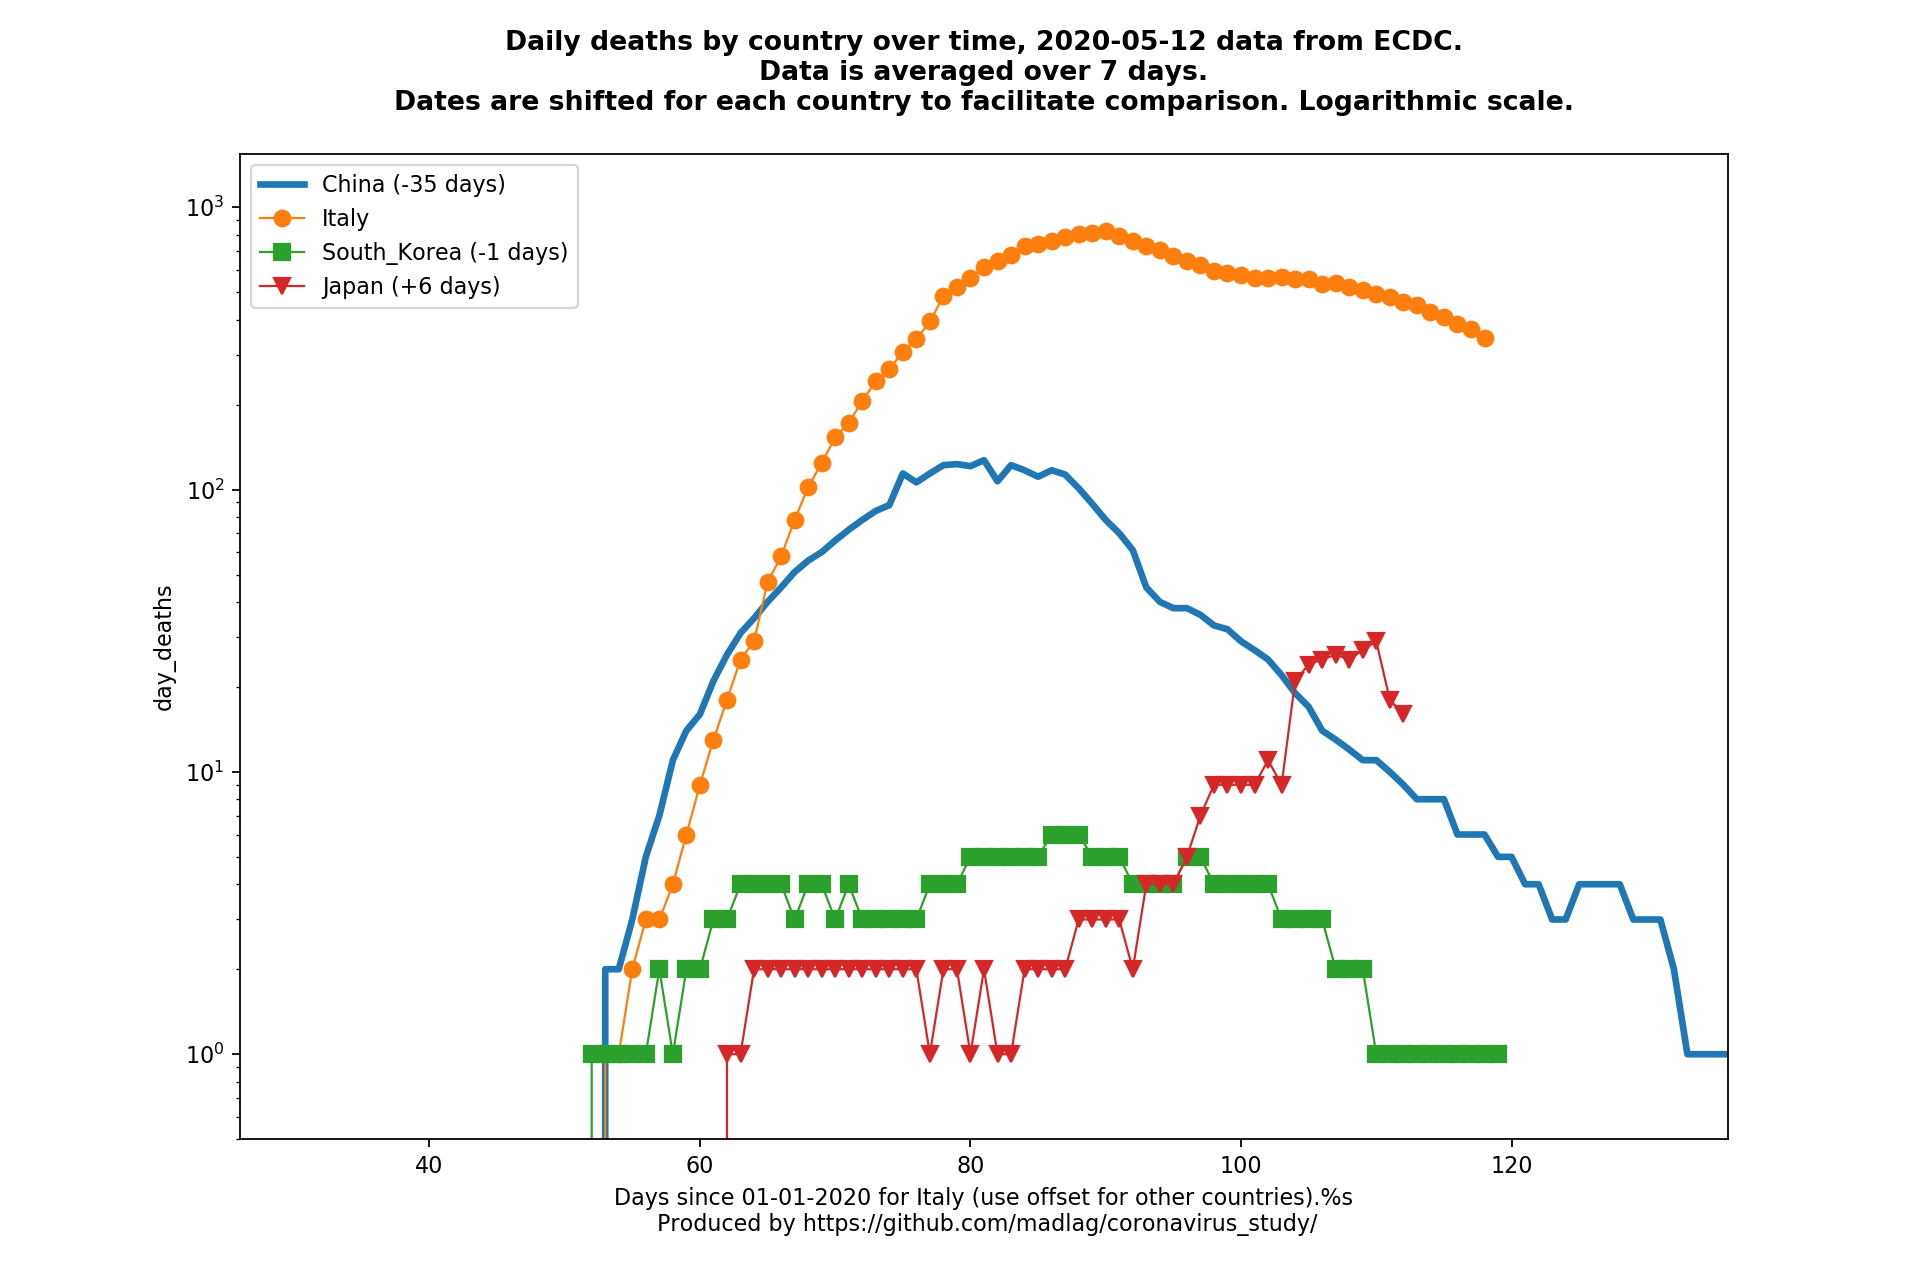 Daily deaths by country over time, 2020-05-12 data from ECDC.
Data is averaged over 7 days.
Dates are shifted for each country to facilitate comparison. Logarithmic scale.
China (-35 days)
Italy
South_Korea (-1 days)
Japan (+6 days)
day_deaths
10³
10²
10¹
10⁰
40 60 80 100 120
Days since 01-01-2020 for Italy (use offset for other countries).%s
Produced by https://github.com/madlag/coronavirus_study/